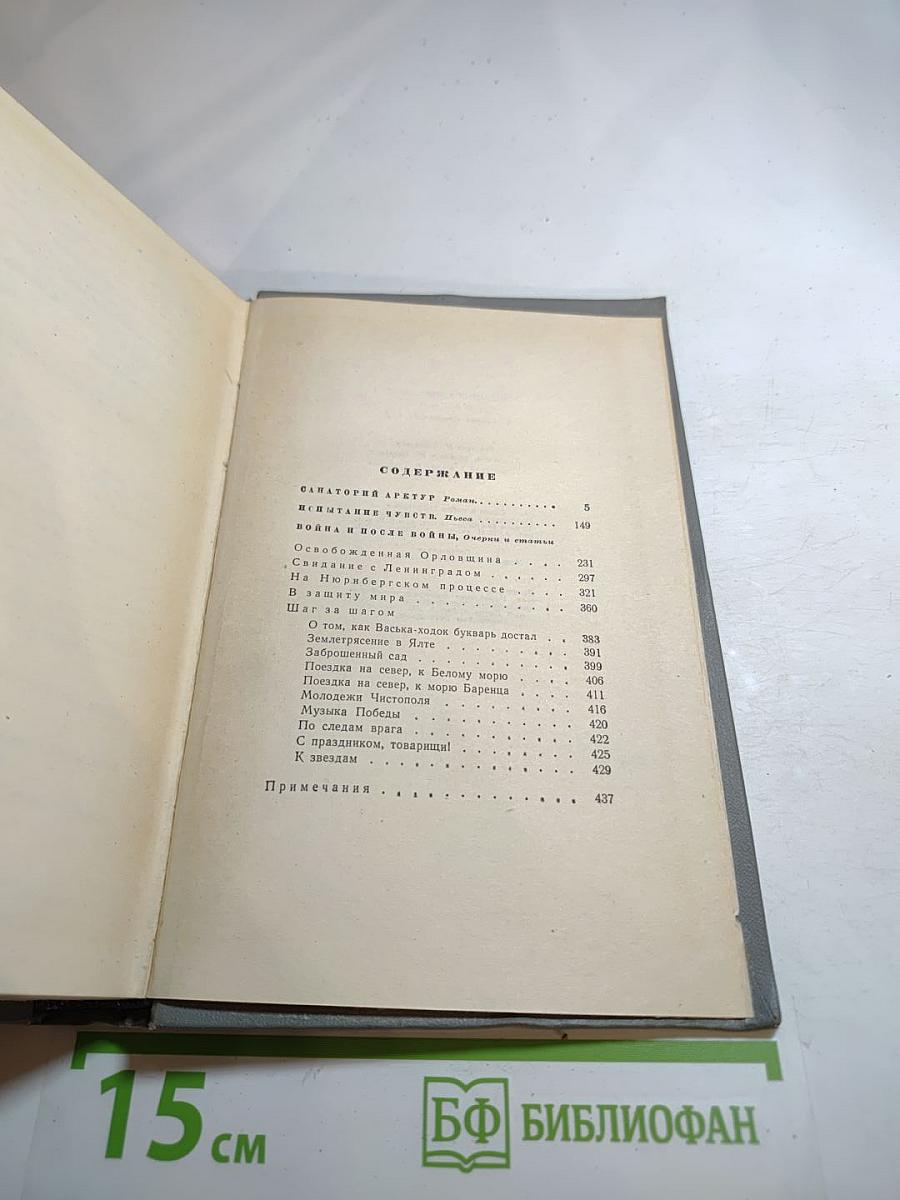 СОДЕРЖАНИЕ
САНАТОРИЙ АРКТУР Роман. . . . . . . . . . . 5
ИСПЫТАНИЕ ЧУВСТВ. Пьеса . . . . . . . . . . 149
ВОЙНА И ПОСЛЕ ВОЙНЫ, Очерки и статьи
Освобожденная Орловщина . . . . 231
Свидание с Ленинградом . . . . . . 297
На Нюрнбергском процессе . . . . 321
В защиту мира . . . . . . . . . . . 360
Шаг за шагом
О том, как Васька-ходок букварь достал . . 383
Землетрясение в Ялте . . . . . . . . . 391
Заброшенный сад . . . . . . . . . . . 399
Поездка на север, к Белому морю . . . . 406
Поездка на север, к морю Баренца . . . . 411
Молодежи Чистополя . . . . . . . . . 416
Музыка Победы . . . . . . . . . . . 420
По следам врага . . . . . . . . . . . 422
С праздником, товарищи! . . . . . . . . 425
К звездам . . . . . . . . . . . . . 429
Примечания . . . . . . . . . . . . . 437
15 см
БФ БИБЛИОФАН